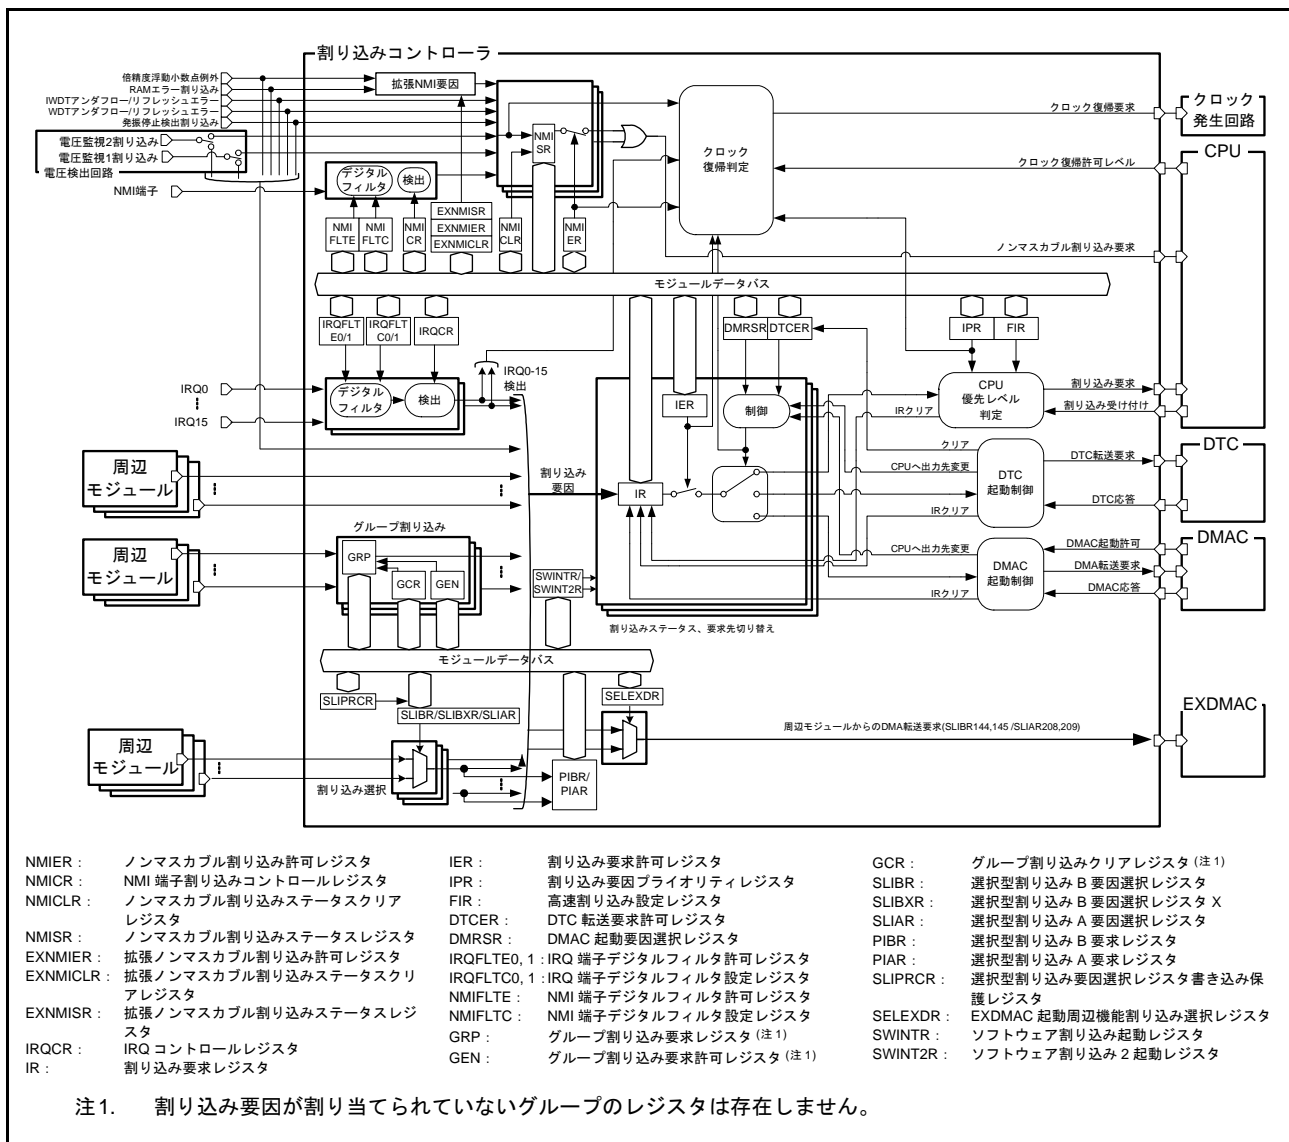 割り込みコントローラ
倍精度浮動小数点例外
RAMエラー割り込み
IWDTアンダフロー/リフレッシュエラー
WDTアンダフロー/リフレッシュエラー
発振停止検出割り込み
電圧監視2割り込み
電圧監視1割り込み
電圧検出回路
NMI端子
拡張NMI要因
デジタル
フィルタ
検出
NMI
SR
クロック
復帰判定
クロック復帰要求
クロック
発生回路
クロック復帰許可レベル
CPU
ノンマスカブル割り込み要求
NMI
FLTE
NMI
FLTC
NMI
CR
EXNMISR
EXNMIER
EXNMICLR
NMI
CLR
NMI
ER
モジュールデータバス
IRQFLT
E0/1
IRQFLT
C0/1
IRQCR
DMRSR
DTCER
IPR
FIR
IRQ0
IRQ15
デジタル
フィルタ
検出
IRQ0-15
検出
IER
制御
CPU
優先レベル
判定
割り込み要求
割り込み受け付け
IRクリア
クリア
CPUへ出力先変更
DTC
起動制御
DTC転送要求
DTC応答
DTC
IRクリア
周辺
モジュール
割り込み
要因
IR
グループ割り込み
周辺
モジュール
GRP
GCR
GEN
SWINTR/
SWINT2R
CPUへ出力先変更
DMAC
起動制御
DMAC起動許可
DMA転送要求
DMAC応答
DMAC
IRクリア
割り込みステータス、要求先切り替え
モジュールデータバス
SLIPRCR
SLIBR/SLIBXR/SLIAR
SELEXDR
周辺モジュールからのDMA転送要求(SLIBR144,145 /SLIAR208,209)
EXDMAC
周辺
モジュール
割り込み選択
PIBR/
PIAR
NMIER : ノンマスカブル割り込み許可レジスタ
NMICR : NMI 端子割り込みコントロールレジスタ
NMICLR : ノンマスカブル割り込みステータスクリア
レジスタ
NMISR : ノンマスカブル割り込みステータスレジスタ
EXNMIER : 拡張ノンマスカブル割り込み許可レジスタ
EXNMICLR : 拡張ノンマスカブル割り込みステータスクリ
アレジスタ
EXNMISR : 拡張ノンマスカブル割り込みステータスレジ
スタ
IRQCR : IRQ コントロールレジスタ
IR : 割り込み要求レジスタ
IER : 割り込み要求許可レジスタ
IPR : 割り込み要因プライオリティレジスタ
FIR : 高速割り込み設定レジスタ
DTCER : DTC 転送要求許可レジスタ
DMRSR : DMAC 起動要因選択レジスタ
IRQFLTE0, 1 : IRQ 端子デジタルフィルタ許可レジスタ
IRQFLTC0, 1 : IRQ 端子デジタルフィルタ設定レジスタ
NMIFLTE : NMI 端子デジタルフィルタ許可レジスタ
NMIFLTC : NMI 端子デジタルフィルタ設定レジスタ
GRP : グループ割り込み要求レジスタ (注1)
GEN : グループ割り込み要求許可レジスタ (注1)
GCR : グループ割り込みクリアレジスタ (注1)
SLIBR : 選択型割り込み B 要因選択レジスタ
SLIBXR : 選択型割り込み B 要因選択レジスタ X
SLIAR : 選択型割り込み A 要因選択レジスタ
PIBR : 選択型割り込み B 要求レジスタ
PIAR : 選択型割り込み A 要求レジスタ
SLIPRCR : 選択型割り込み要因選択レジスタ書き込み保
護レジスタ
SELEXDR : EXDMAC 起動周辺機能割り込み選択レジスタ
SWINTR : ソフトウェア割り込み起動レジスタ
SWINT2R : ソフトウェア割り込み 2 起動レジスタ
注1. 割り込み要因が割り当てられていないグループのレジスタは存在しません。